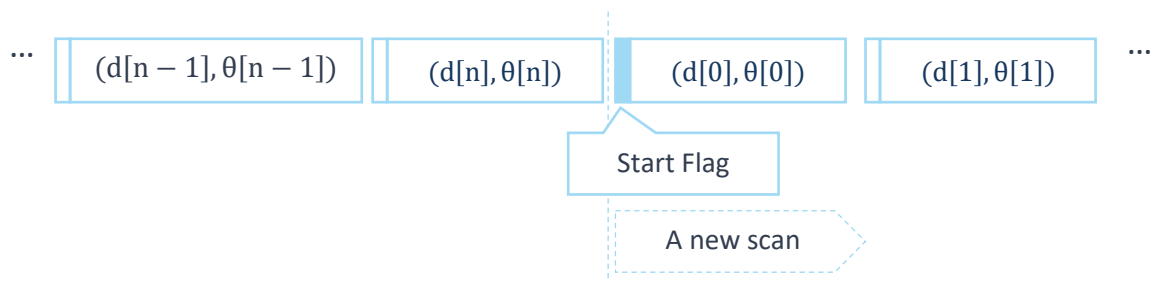 ... (d[n − 1], θ[n − 1]) (d[n], θ[n]) (d[0], θ[0]) (d[1], θ[1]) ...
Start Flag
A new scan